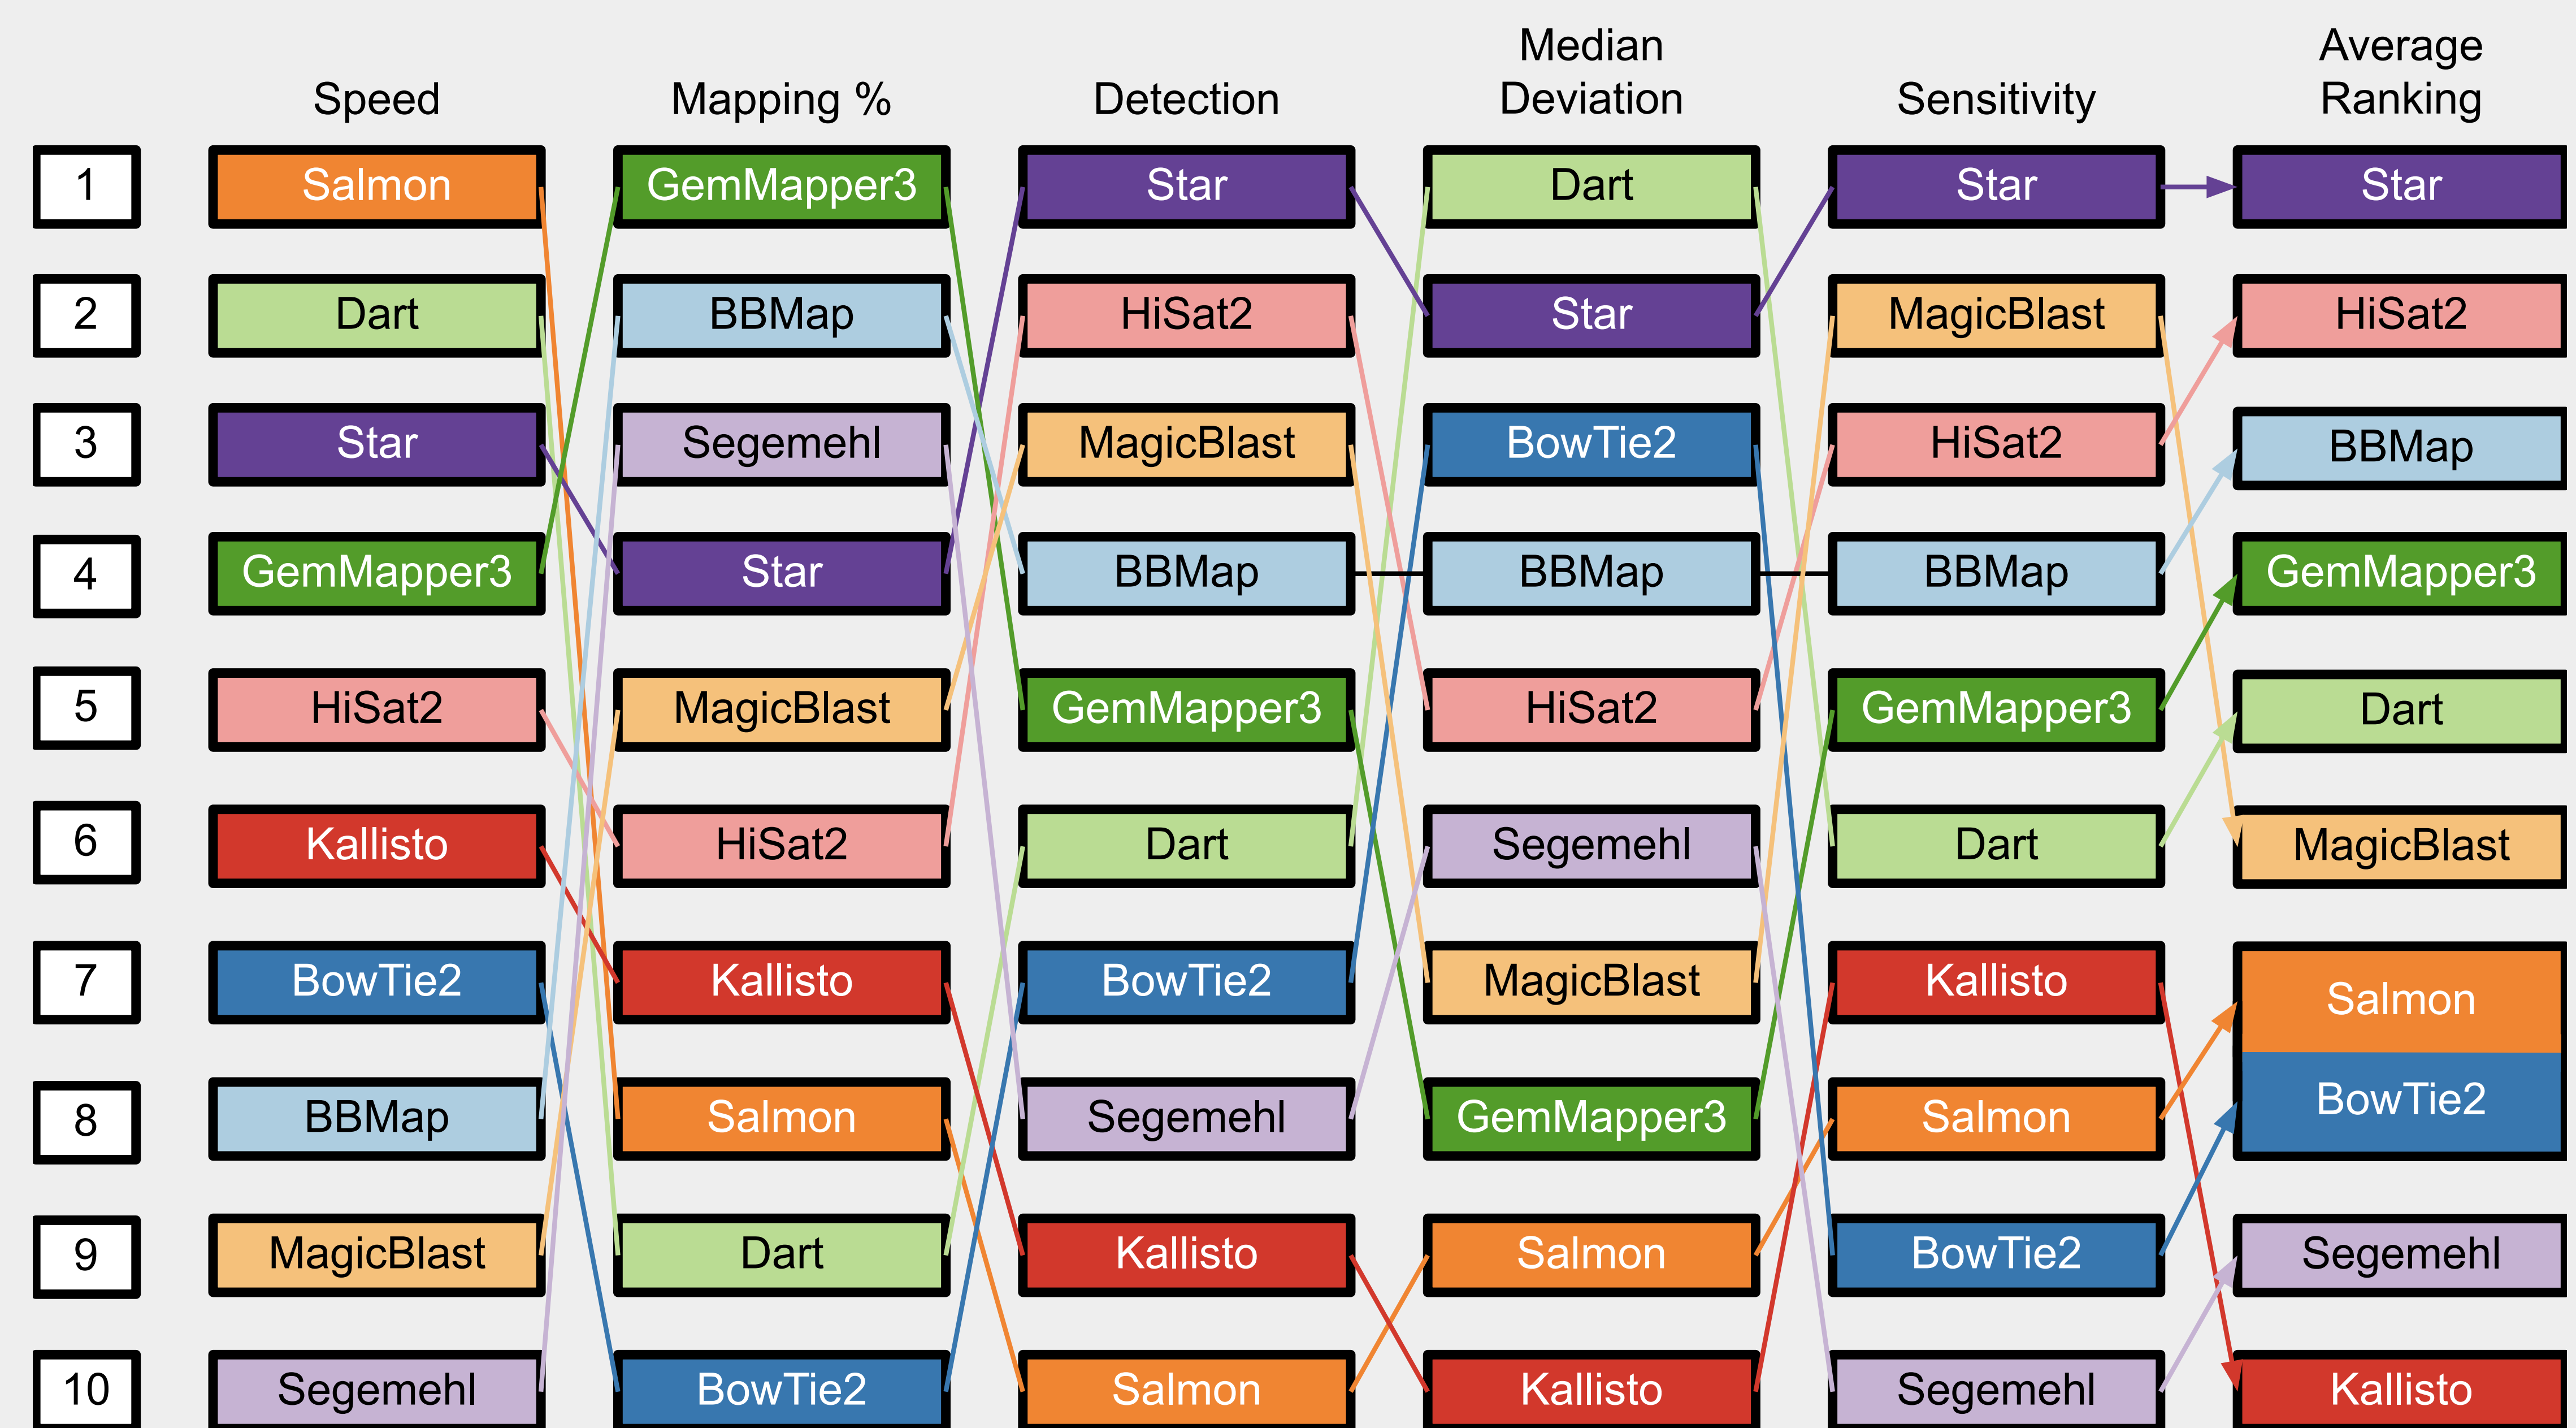 Speed Mapping % Detection Median Deviation Sensitivity Average Ranking
1 Salmon GemMapper3 Star Dart Star Star
2 Dart BBMap HiSat2 Star MagicBlast HiSat2
3 Star Segemehl MagicBlast BowTie2 HiSat2 BBMap
4 GemMapper3 Star BBMap BBMap BBMap GemMapper3
5 HiSat2 MagicBlast GemMapper3 HiSat2 GemMapper3 Dart
6 Kallisto HiSat2 Dart Segemehl Dart MagicBlast
7 BowTie2 Kallisto BowTie2 MagicBlast Kallisto Salmon
8 BBMap Salmon Segemehl GemMapper3 Salmon BowTie2
9 MagicBlast Dart Kallisto Salmon BowTie2 Segemehl
10 Segemehl BowTie2 Salmon Kallisto Segemehl Kallisto